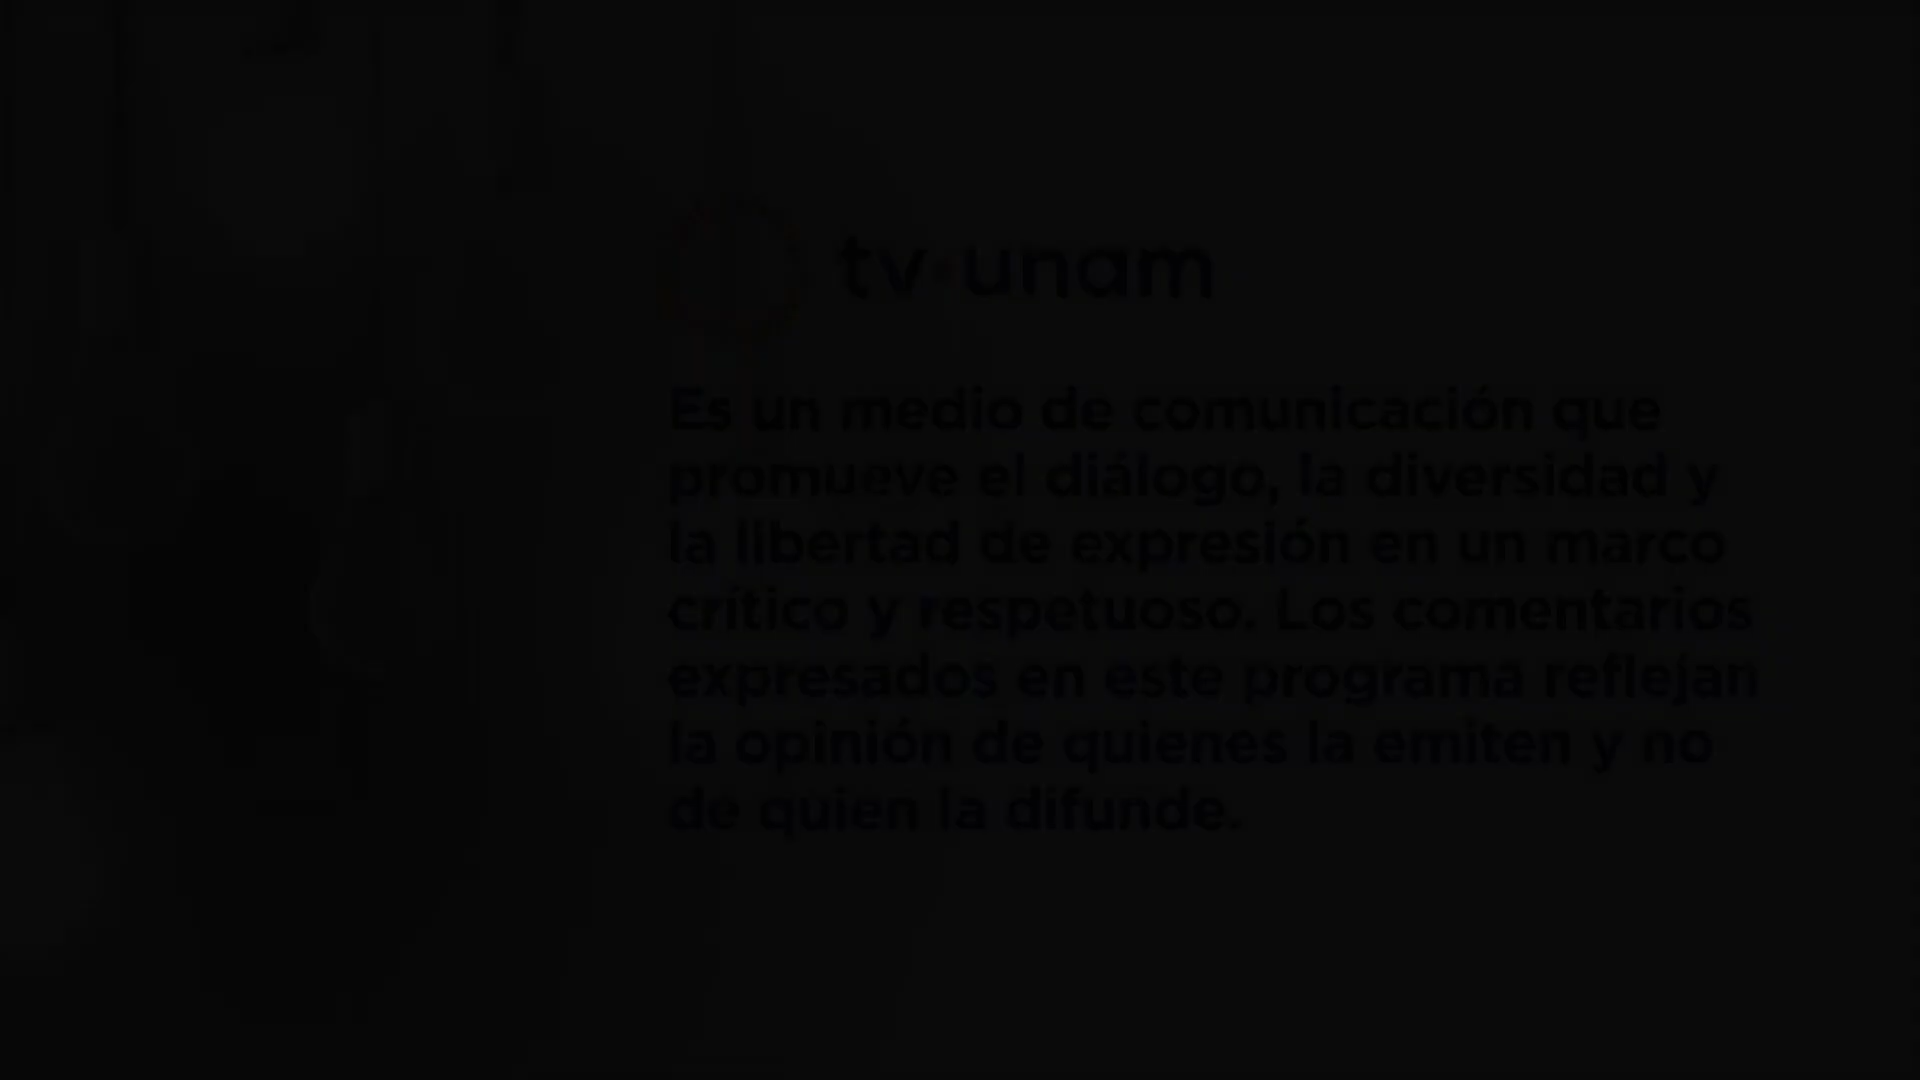 tv unam
Es un medio de comunicación que
promueve el diálogo, la diversidad y
la libertad de expresión en un marco
crítico y respetuoso. Los comentarios
expresados en este programa reflejan
la opinión de quienes la emiten y no
de quien la difunde.